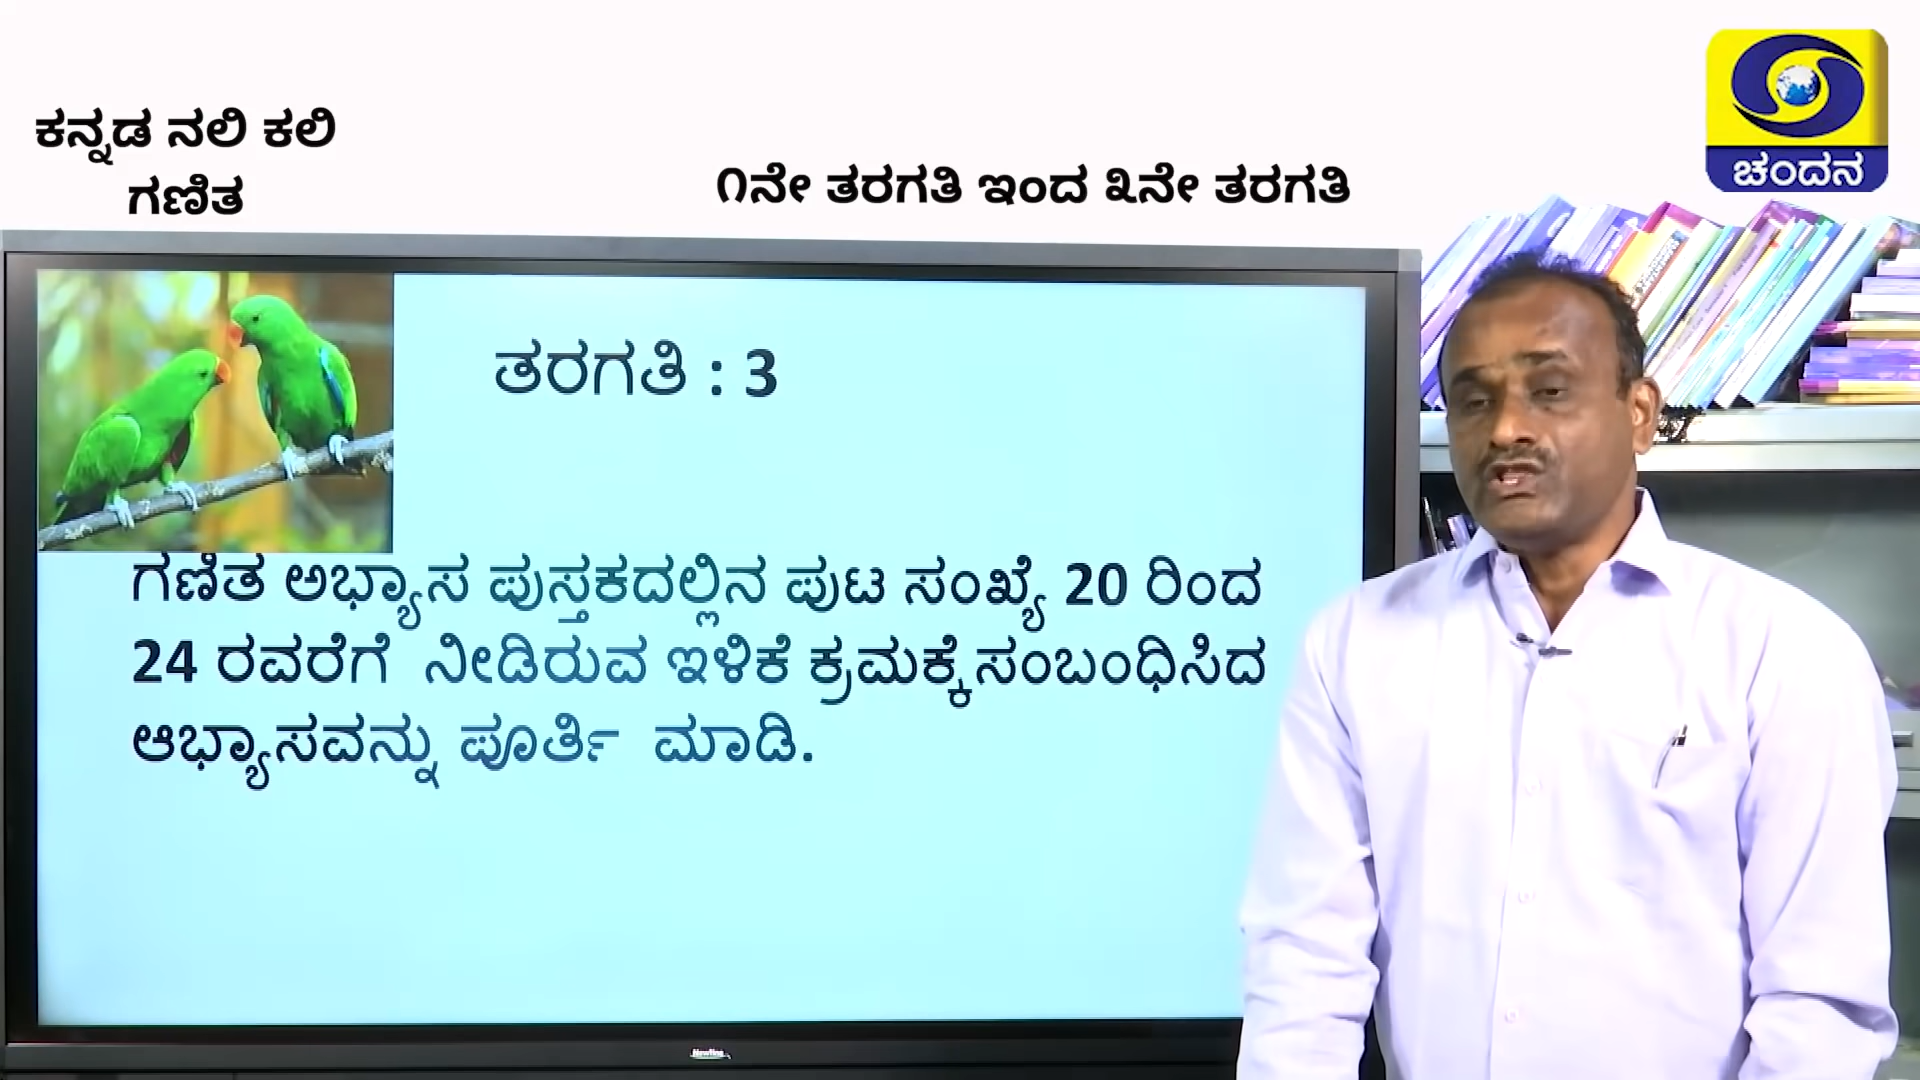 ಕನ್ನಡ ನಲಿ ಕಲಿ
ಗಣಿತ
೧ನೇ ತರಗತಿ ಇಂದ ೩ನೇ ತರಗತಿ
ಚಂದನ
ತರಗತಿ : 3
ಗಣಿತ ಅಭ್ಯಾಸ ಪುಸ್ತಕದಲ್ಲಿನ ಪುಟ ಸಂಖ್ಯೆ 20 ರಿಂದ
24 ರವರೆಗೆ ನೀಡಿರುವ ಇಳಿಕೆ ಕ್ರಮಕ್ಕೆಸಂಬಂಧಿಸಿದ
ಆಭ್ಯಾಸವನ್ನು ಪೂರ್ತಿ ಮಾಡಿ.
Newline